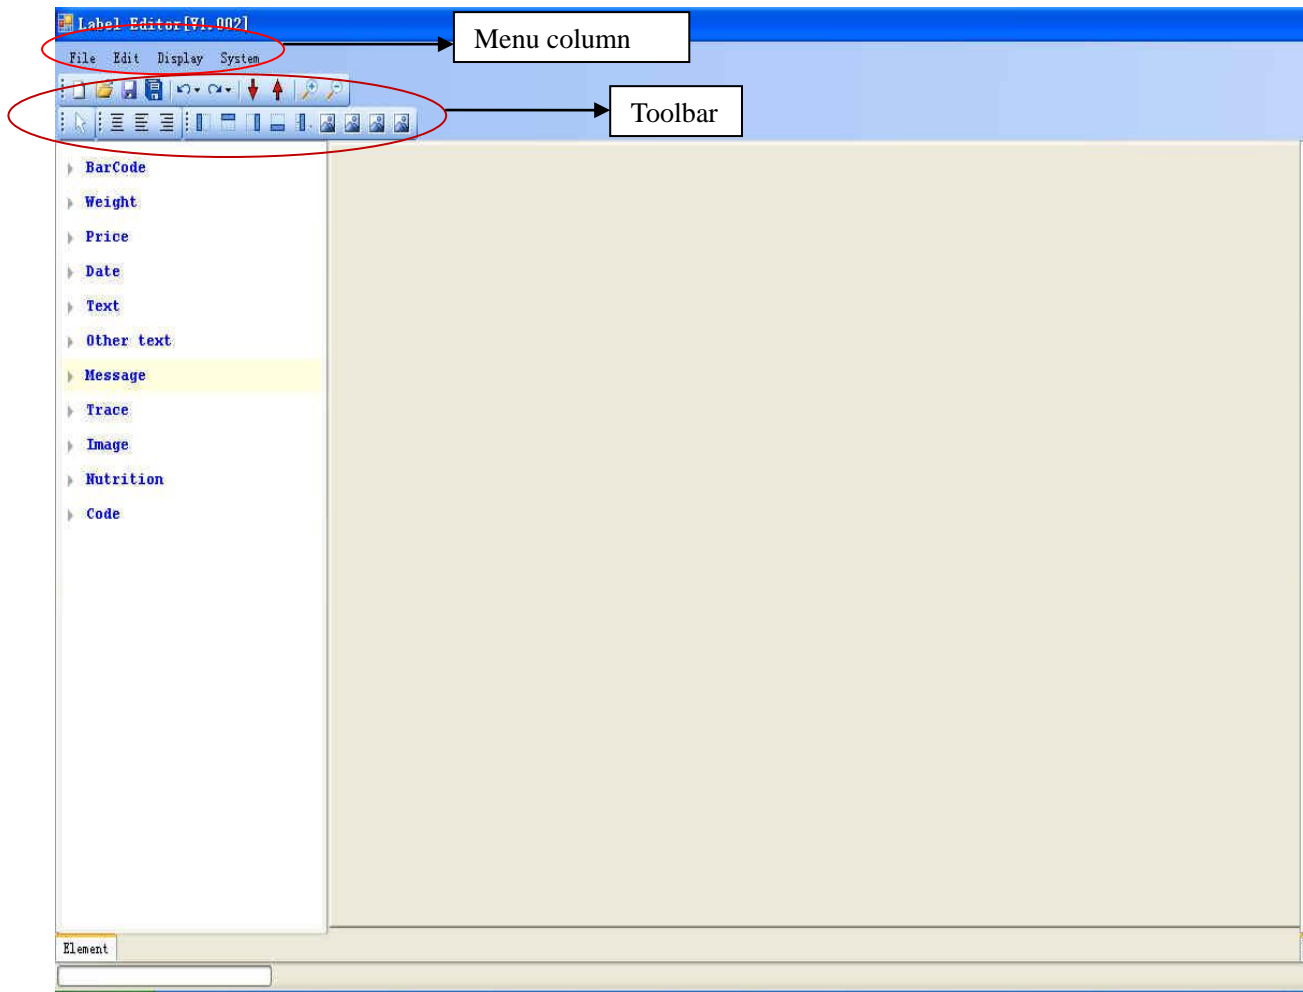 Label Editor[V1.002]
Menu column
File Edit Display System
Toolbar
BarCode
Weight
Price
Date
Text
Other text
Message
Trace
Image
Nutrition
Code
Element